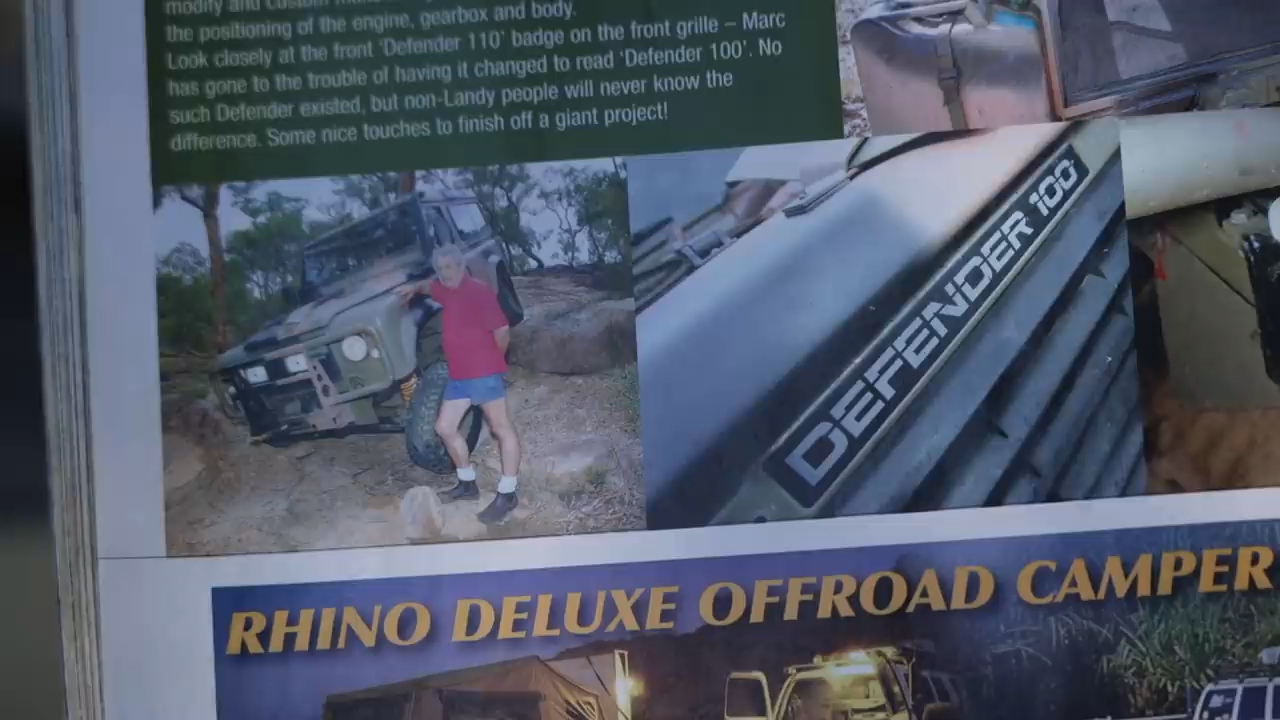 modify and custom
the positioning of the engine, gearbox and body.
Look closely at the front ‘Defender 110’ badge on the front grille – Marc
has gone to the trouble of having it changed to read ‘Defender 100’. No
such Defender existed, but non-Landy people will never know the
difference. Some nice touches to finish off a giant project!
DEFENDER 100
RHINO DELUXE OFFROAD CAMPER